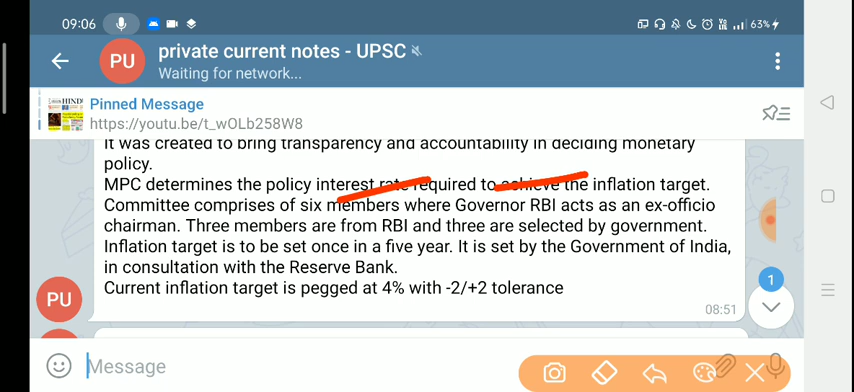 09:06
63%
PU
private current notes - UPSC
Waiting for network...
Pinned Message
https://youtu.be/t_wOLb258W8
It was created to bring transparency and accountability in deciding monetary
policy.
MPC determines the policy interest rate required to achieve the inflation target.
Committee comprises of six members where Governor RBI acts as an ex-officio
chairman. Three members are from RBI and three are selected by government.
Inflation target is to be set once in a five year. It is set by the Government of India,
in consultation with the Reserve Bank.
Current inflation target is pegged at 4% with -2/+2 tolerance
08:51
PU
1
Message